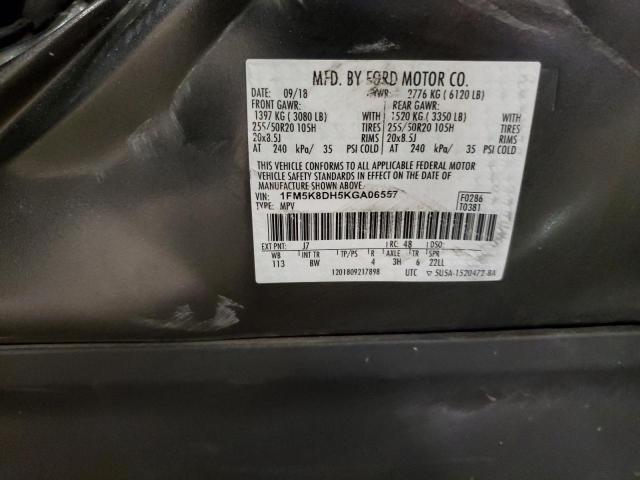 MFD. BY FORD MOTOR CO.
DATE: 09/18 GVWR: 2776 KG ( 6120 LB)
FRONT GAWR: REAR GAWR:
1397 KG ( 3080 LB) WITH 1520 KG ( 3350 LB)
255/50R20 105H TIRES 255/50R20 105H
20x8.5J RIMS 20x8.5J
AT 240 kPa/ 35 PSI COLD AT 240 kPa/ 35 PSI COLD
THIS VEHICLE CONFORMS TO ALL APPLICABLE FEDERAL MOTOR
VEHICLE SAFETY STANDARDS IN EFFECT ON THE DATE OF
MANUFACTURE SHOWN ABOVE.
VIN: 1FM5K8DH5KGA06557 F0286
TYPE: MPV T0381
EXT PNT: J7 RC: 48 DSO:
WB INT TR TP/PS R AXLE TR SPR
113 BW 4 3H 6 22LL
1201809217898 UTC ▽ 5U5A-1520472-BA